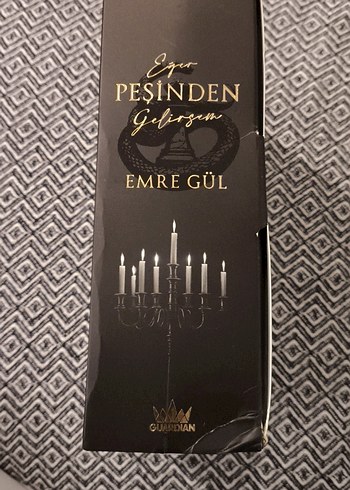 Eğer
PEŞİNDEN
Gelirsem
EMRE GÜL
GUARDIAN